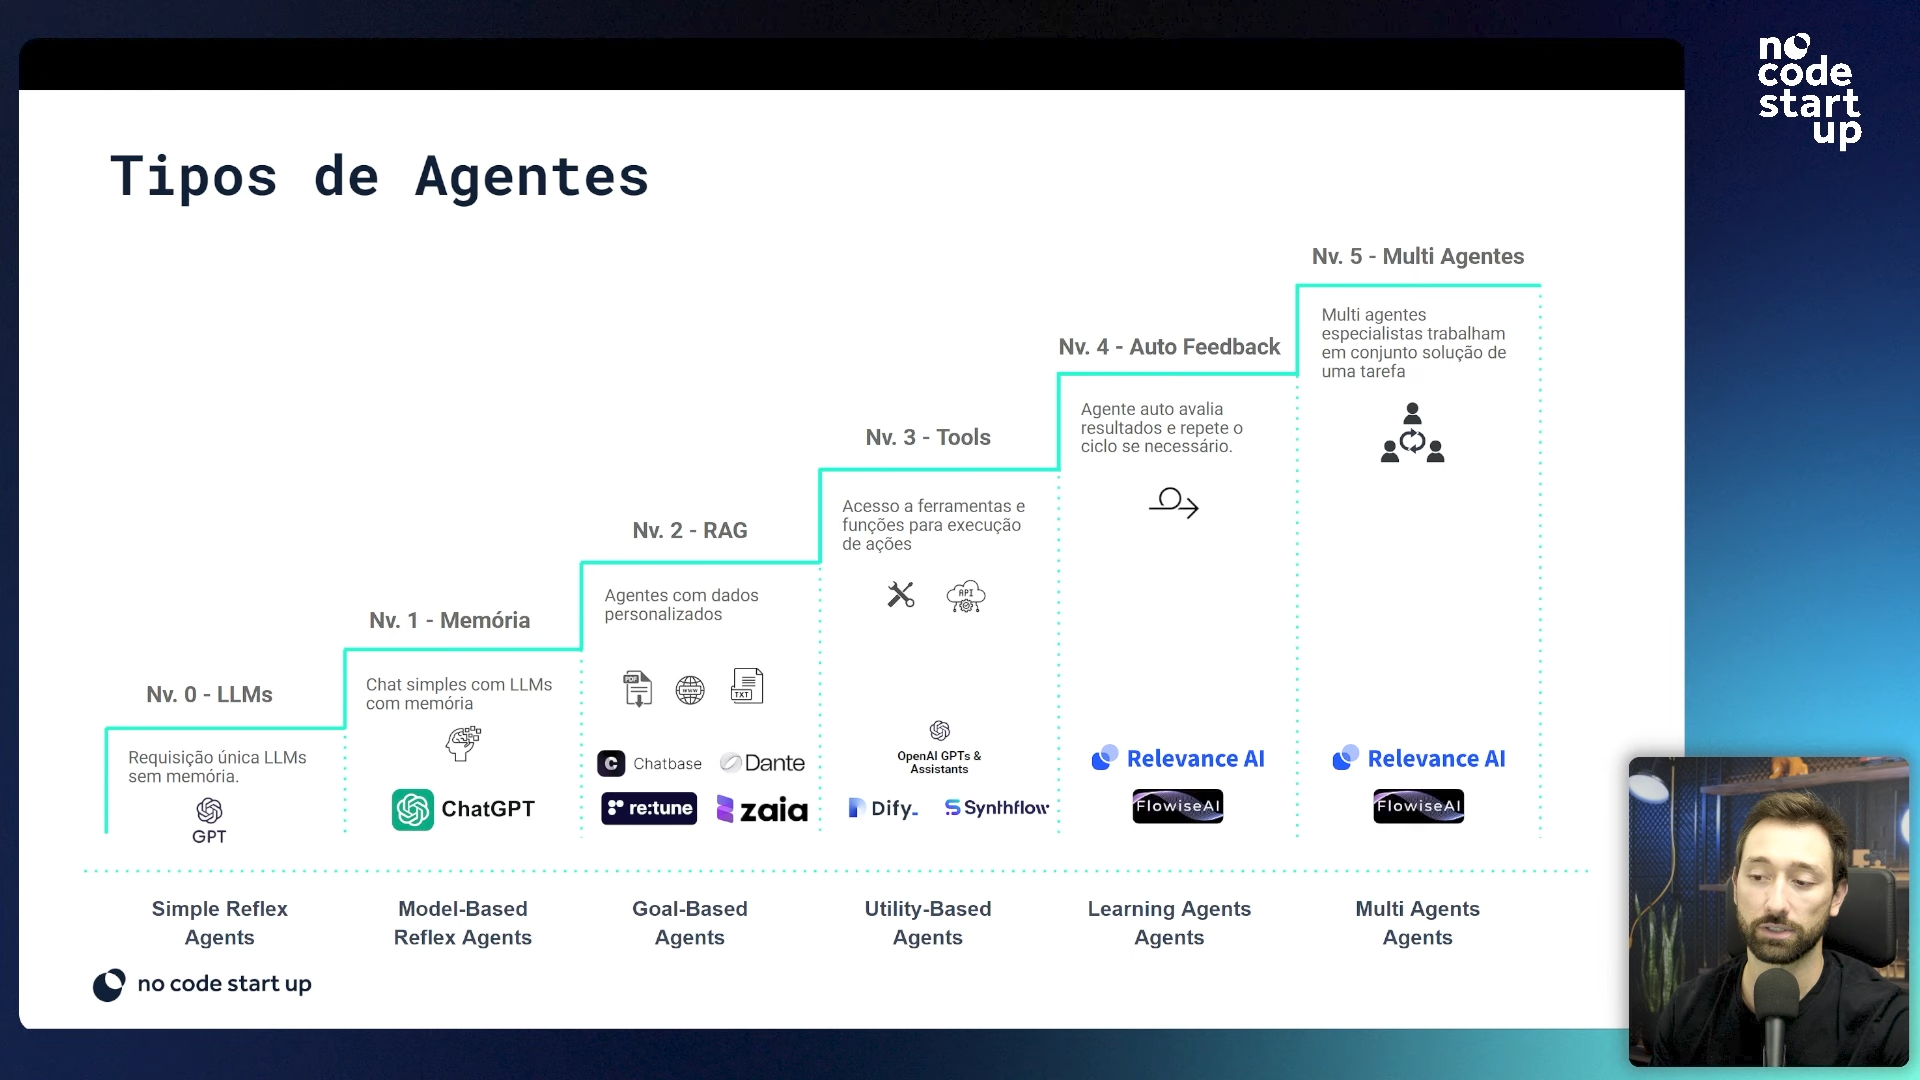 no
code
start
up
Tipos de Agentes
Nv. 5 - Multi Agentes
Multi agentes
especialistas trabalham
em conjunto solução de
uma tarefa
Nv. 4 - Auto Feedback
Agente auto avalia
resultados e repete o
ciclo se necessário.
Nv. 3 - Tools
Acesso a ferramentas e
funções para execução
de ações
API
Nv. 2 - RAG
Agentes com dados
personalizados
PDF
WWW
TXT
Nv. 1 - Memória
Chat simples com LLMs
com memória
Nv. 0 - LLMs
Requisição única LLMs
sem memória.
GPT
ChatGPT
C Chatbase
Dante
re:tune
zaia
OpenAI GPTs &
Assistants
Dify_
Synthflow
Relevance AI
FlowiseAI
Relevance AI
FlowiseAI
Simple Reflex
Agents
Model-Based
Reflex Agents
Goal-Based
Agents
Utility-Based
Agents
Learning Agents
Agents
Multi Agents
Agents
no code start up